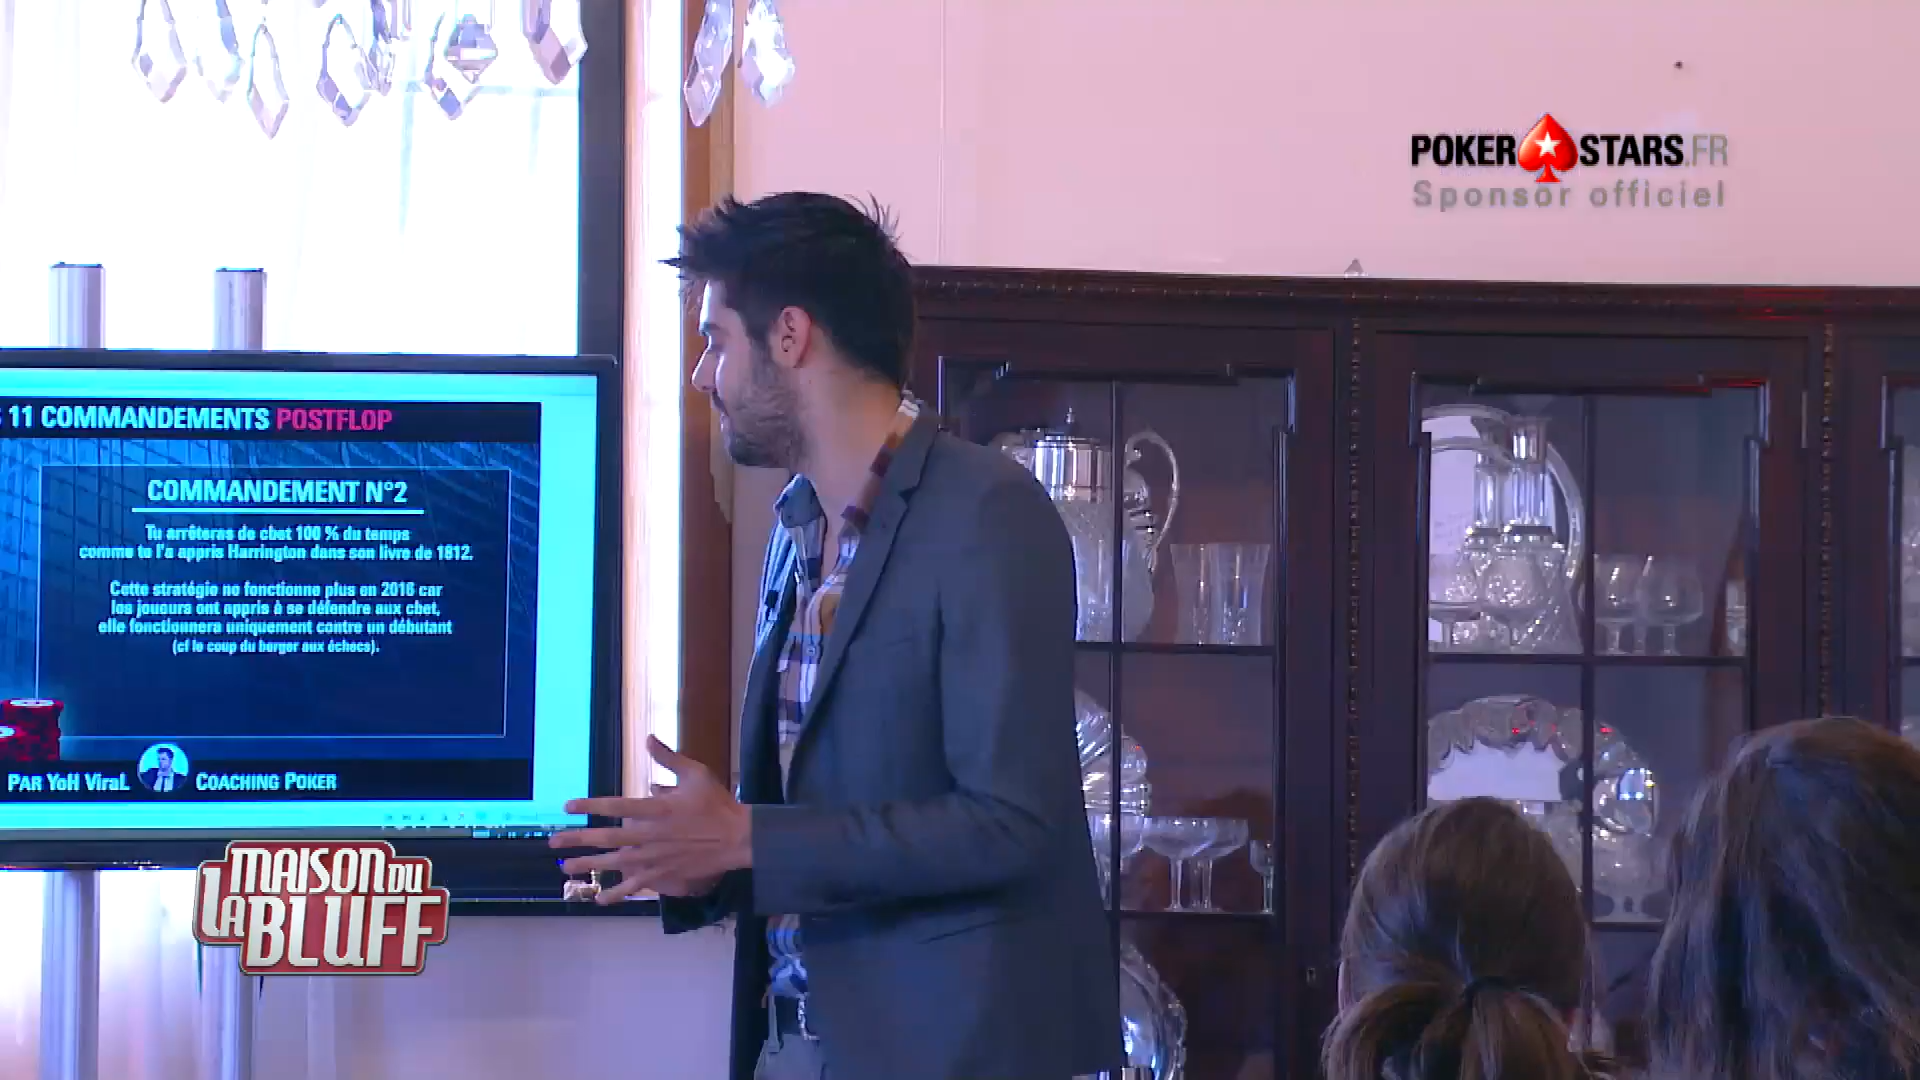 POKER STARS.FR
Sponsor officiel
11 COMMANDEMENTS POSTFLOP
COMMANDEMENT N°2
Tu arrêteras de cbet 100 % du temps
comme te l'a appris Harrington dans son livre de 1812.
Cette stratégie ne fonctionne plus en 2016 car
les joueurs ont appris à se défendre aux cbet,
elle fonctionnera uniquement contre un débutant
(cf le coup du berger aux échecs).
PAR YoH ViraL COACHING POKER
LA MAISON DU BLUFF